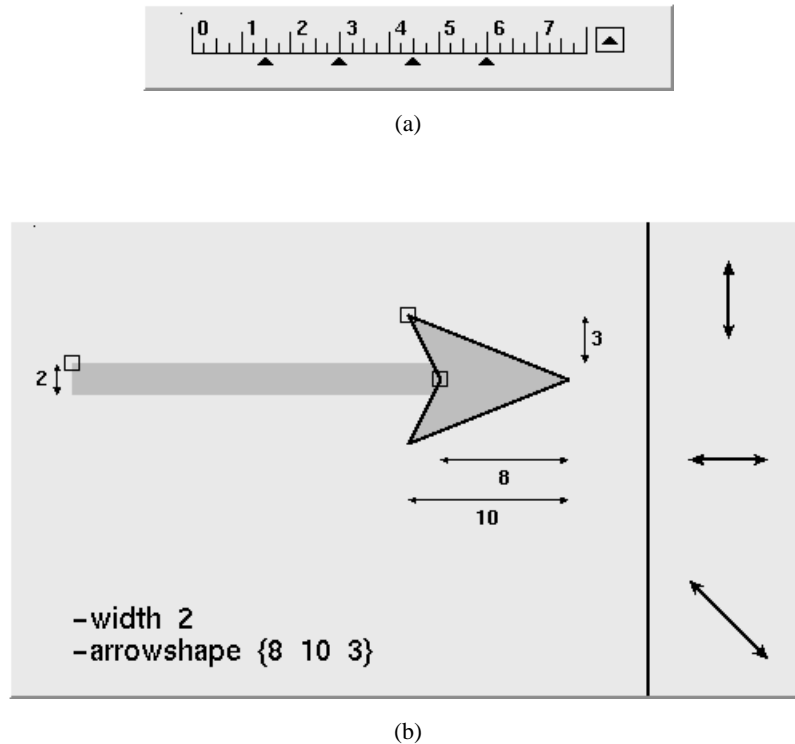 0 1 2 3 4 5 6 7
(a)
3
2
8
10
–width 2
–arrowshape {8 10 3}
(b)